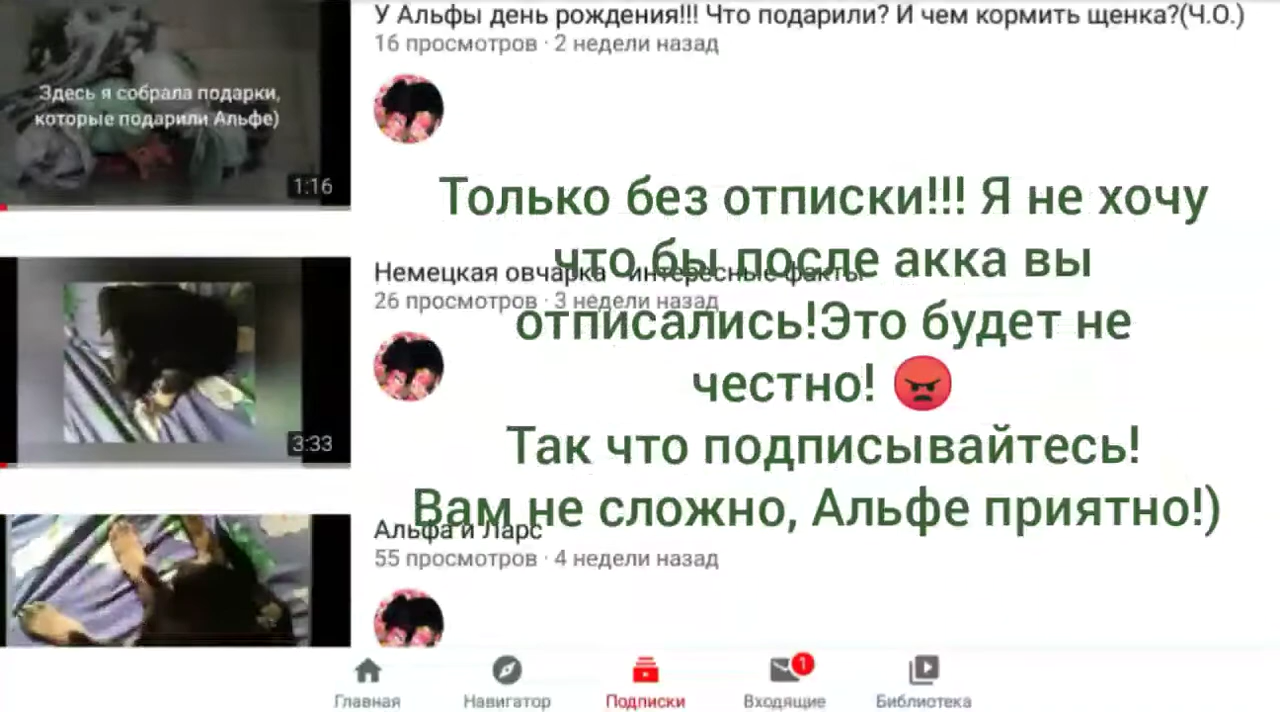 У Альфы день рождения!!! Что подарили? И чем кормить щенка?(Ч.О.)
16 просмотров · 2 недели назад
Здесь я собрала подарки,
которые подарили Альфе)
1:16
Только без отписки!!! Я не хочу
что бы после акка вы
отписались!Это будет не
честно! 😡
Так что подписывайтесь!
Вам не сложно, Альфе приятно!)
Немецкая овчарка - интересные факты
26 просмотров · 3 недели назад
3:33
Альфа и Ларс
55 просмотров · 4 недели назад
1
Главная
Навигатор
Подписки
Входящие
Библиотека